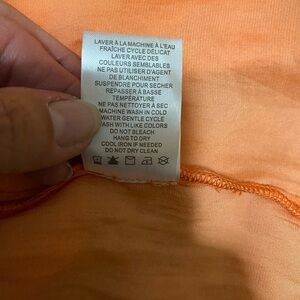 LAVER À LA MACHINE À L'EAU
FRAÎCHE CYCLE DÉLICAT
LAVER AVEC DES
COULEURS SEMBLABLES
NE PAS UTILISER D'AGENT
DE BLANCHIMENT
SUSPENDRE POUR SECHER
REPASSER À BASSE
TEMPÉRATURE
NE PAS NETTOYER A SÉC
MACHINE WASH IN COLD
WATER GENTLE CYCLE
WASH WITH LIKE COLORS
DO NOT BLEACH
HANG TO DRY
COOL IRON IF NEEDED
DO NOT DRY CLEAN